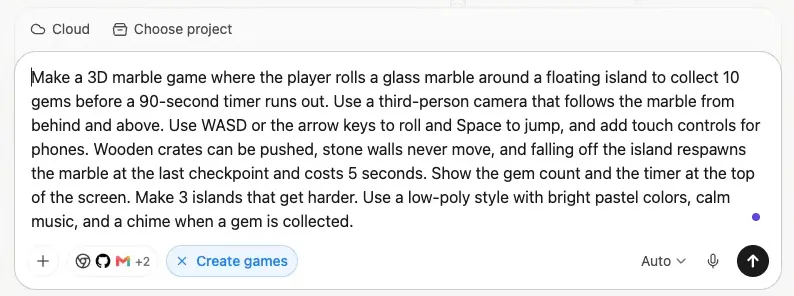 Cloud Choose project
Make a 3D marble game where the player rolls a glass marble around a floating island to collect 10
gems before a 90-second timer runs out. Use a third-person camera that follows the marble from
behind and above. Use WASD or the arrow keys to roll and Space to jump, and add touch controls for
phones. Wooden crates can be pushed, stone walls never move, and falling off the island respawns
the marble at the last checkpoint and costs 5 seconds. Show the gem count and the timer at the top
of the screen. Make 3 islands that get harder. Use a low-poly style with bright pastel colors, calm
music, and a chime when a gem is collected.
+2 Create games Auto